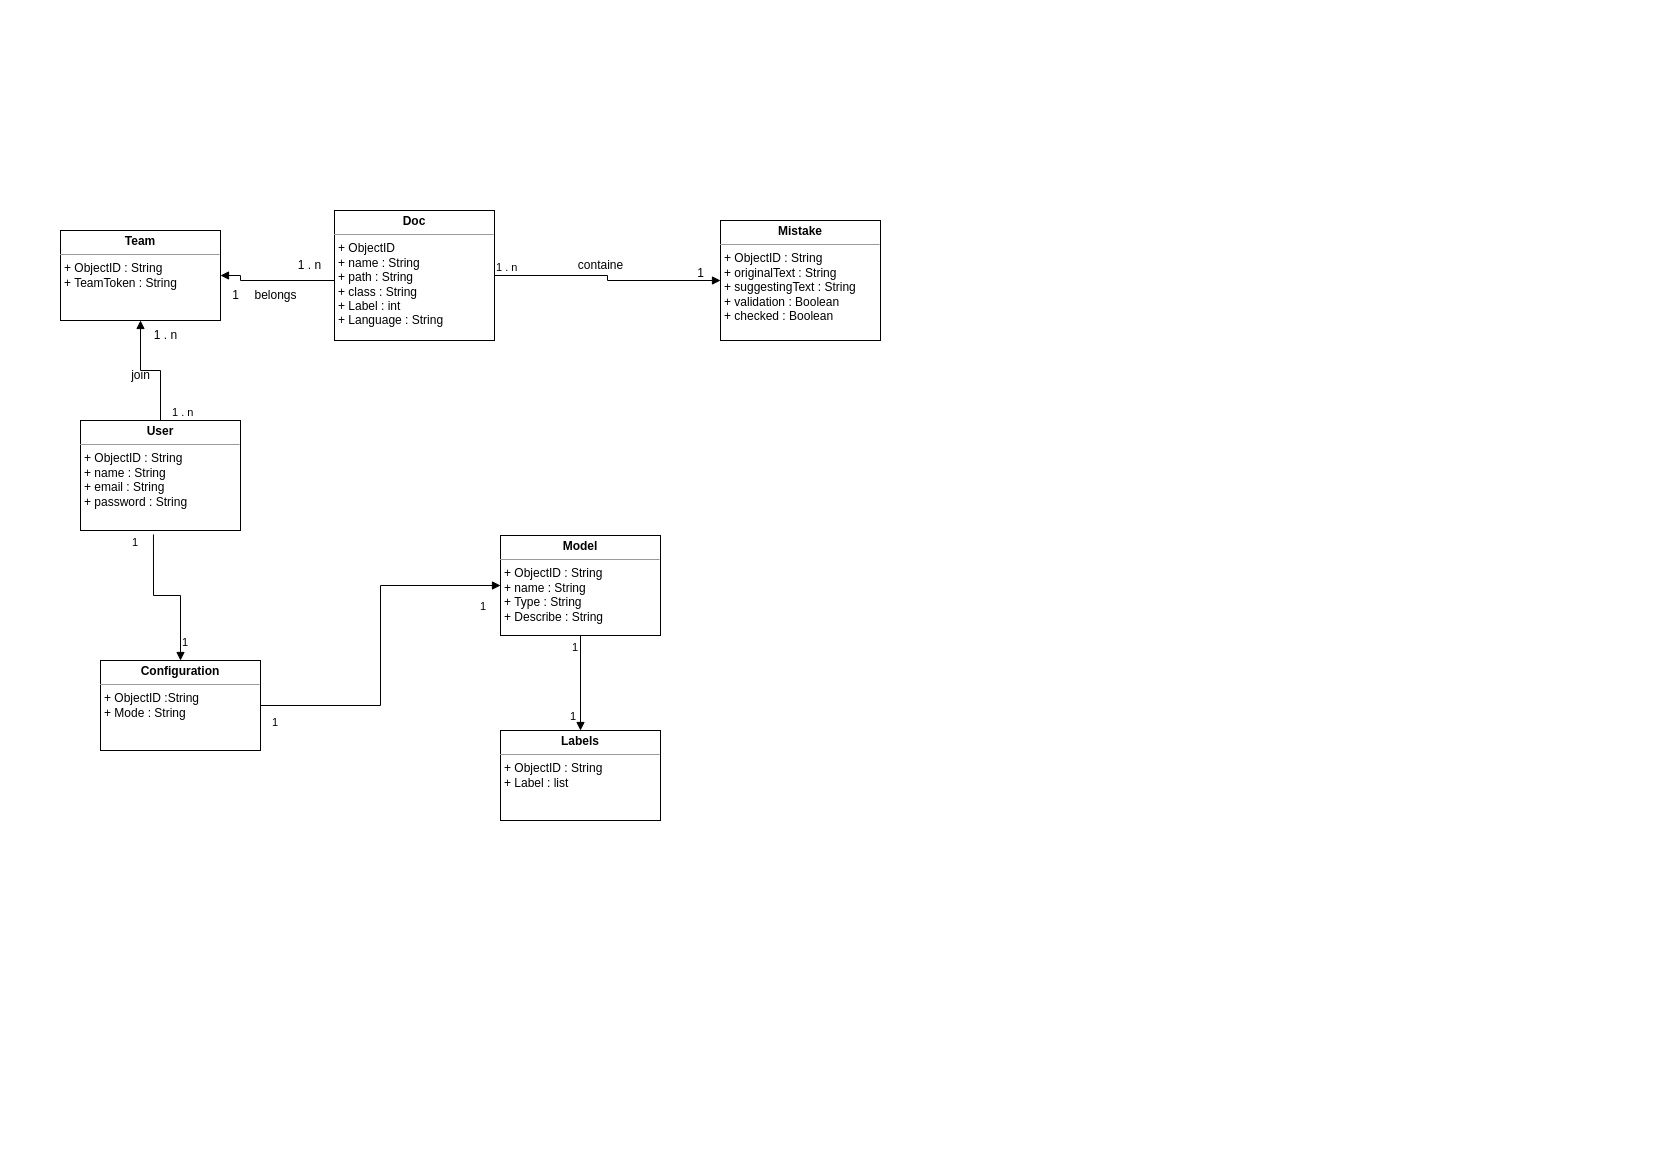 Team
+ ObjectID : String
+ TeamToken : String
1 . n
1
belongs
Doc
+ ObjectID
+ name : String
+ path : String
+ class : String
+ Label : int
+ Language : String
1 . n
containe
1
Mistake
+ ObjectID : String
+ originalText : String
+ suggestingText : String
+ validation : Boolean
+ checked : Boolean
1 . n
join
1 . n
User
+ ObjectID : String
+ name : String
+ email : String
+ password : String
1
1
Configuration
+ ObjectID :String
+ Mode : String
1
1
Model
+ ObjectID : String
+ name : String
+ Type : String
+ Describe : String
1
1
Labels
+ ObjectID : String
+ Label : list